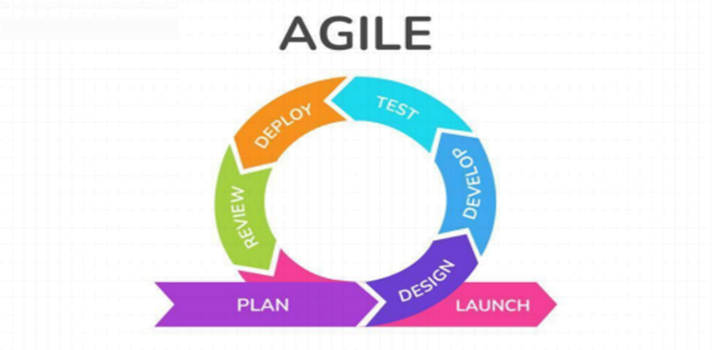 AGILE
PLAN
DESIGN
DEVELOP
TEST
DEPLOY
REVIEW
LAUNCH